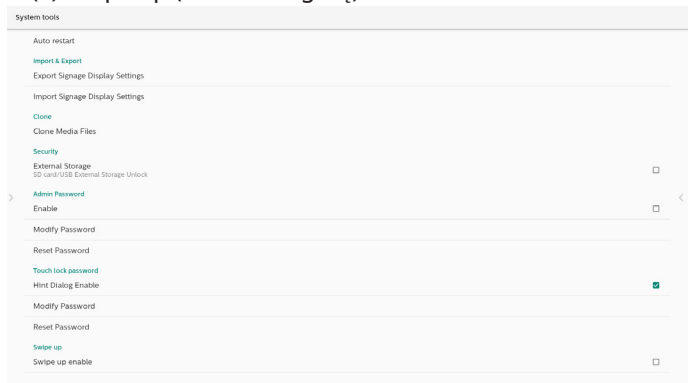 System tools
Auto restart
Import & Export
Export Signage Display Settings
Import Signage Display Settings
Clone
Clone Media Files
Security
External Storage
SD card/USB External Storage Unlock
Admin Password
Enable
Modify Password
Reset Password
Touch lock password
Hint Dialog Enable
Modify Password
Reset Password
Swipe up
Swipe up enable